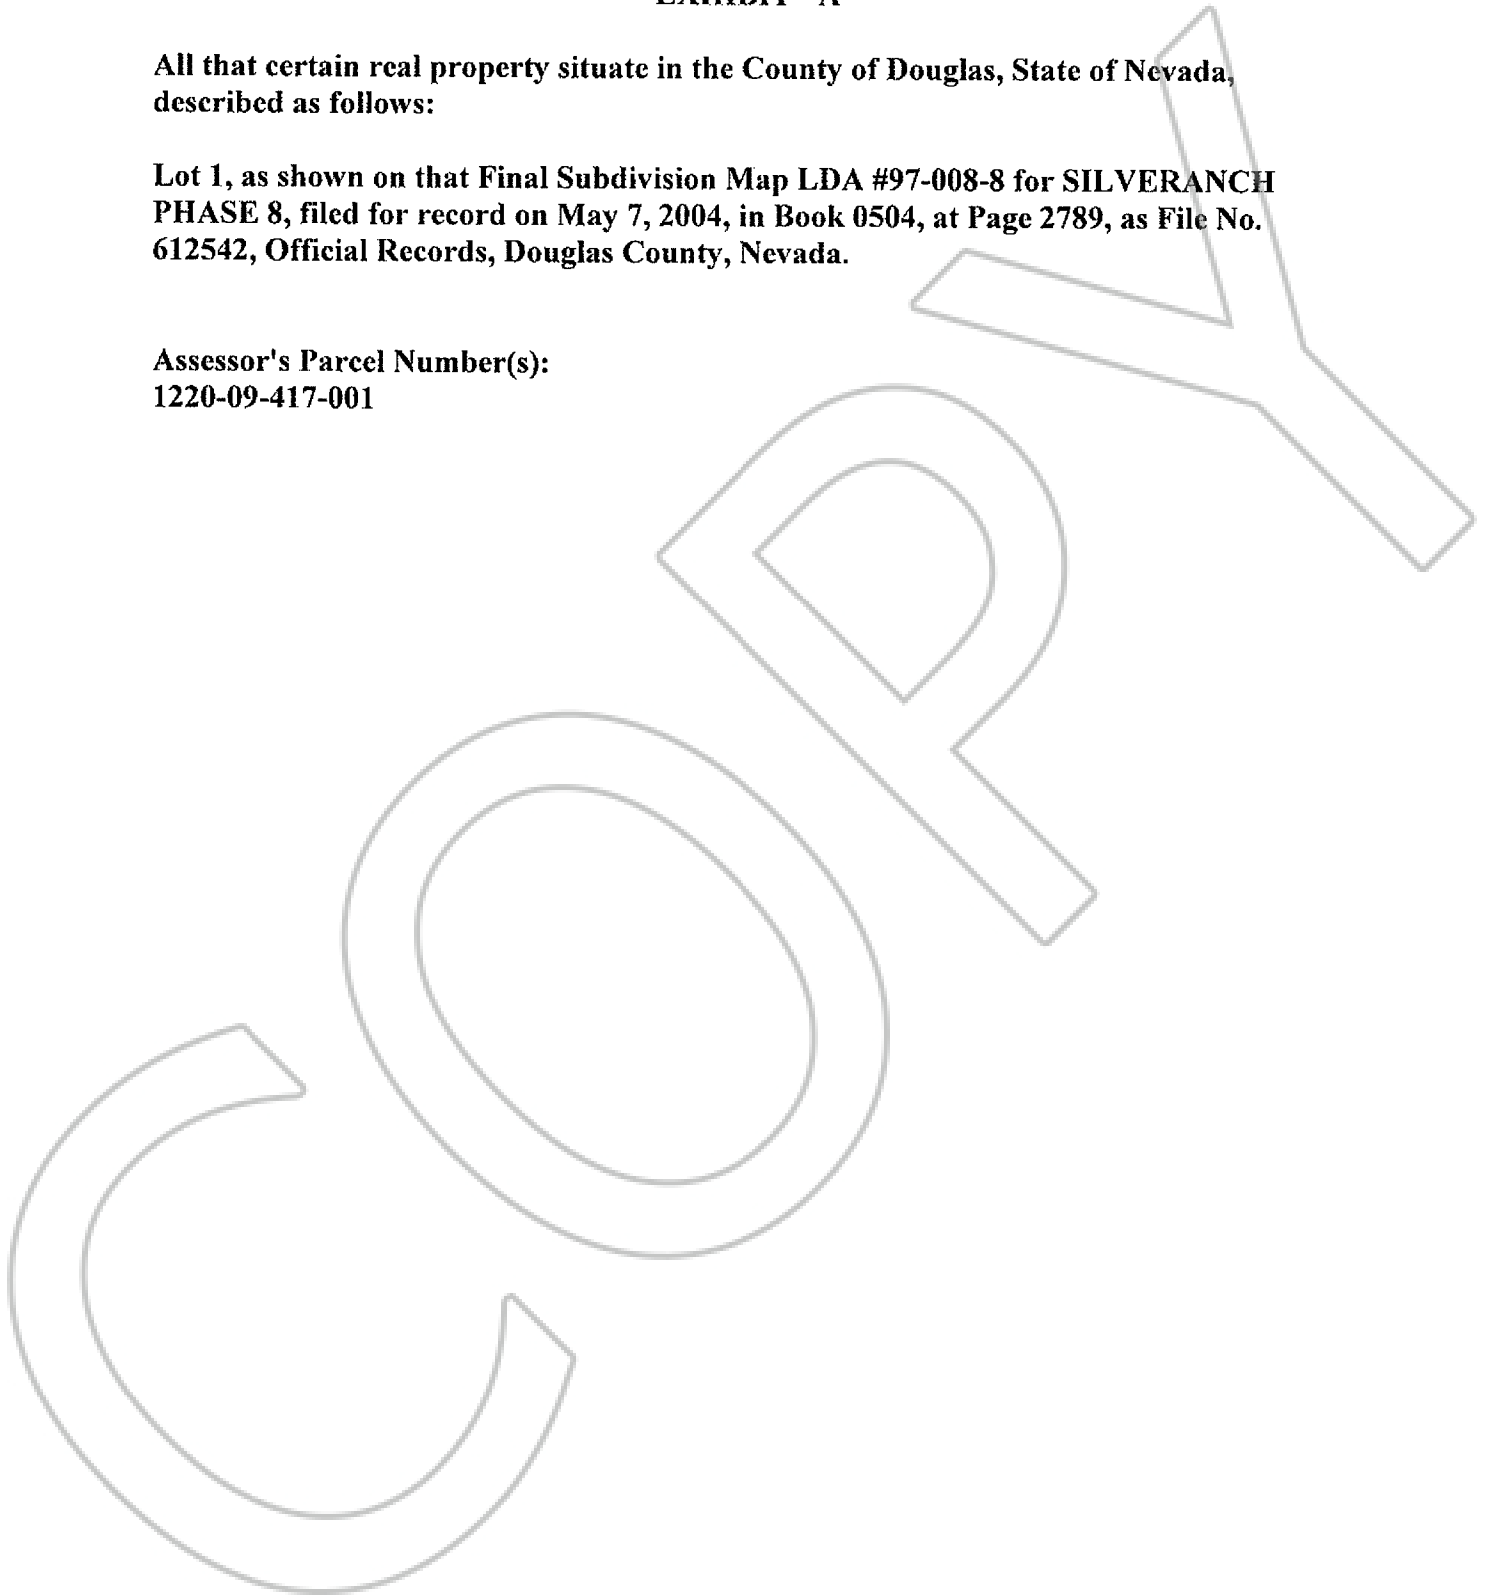 All that certain real property situate in the County of Douglas, State of Nevada,
described as follows:
Lot 1, as shown on that Final Subdivision Map LDA #97-008-8 for SILVERANCH
PHASE 8, filed for record on May 7, 2004, in Book 0504, at Page 2789, as File No.
612542, Official Records, Douglas County, Nevada.
Assessor's Parcel Number(s):
1220-09-417-001
COPY